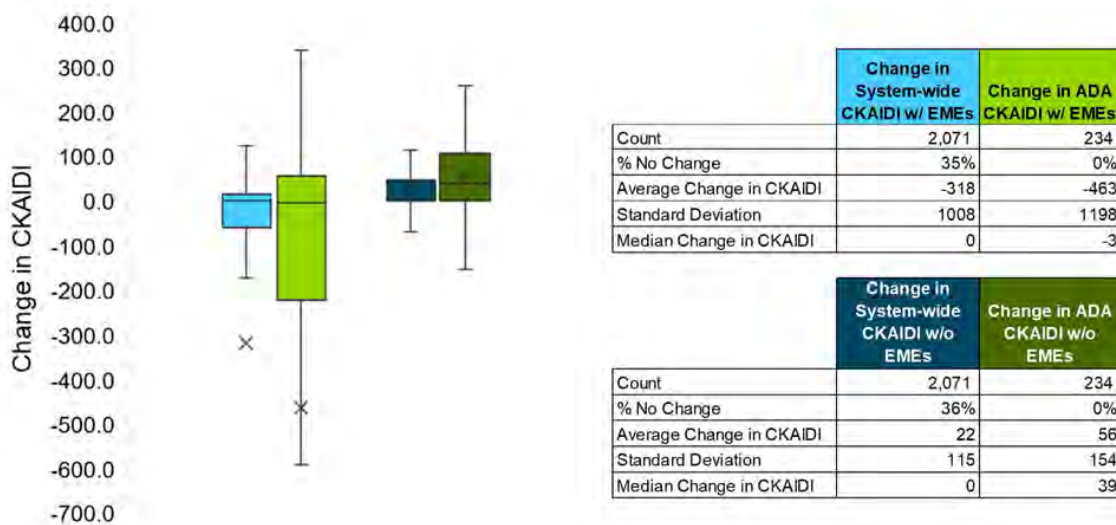 400.0
300.0
200.0
100.0
0.0
-100.0
-200.0
-300.0
-400.0
-500.0
-600.0
-700.0
Change in CKAIDI
Change in System-wide CKAIDI w/ EMEs Change in ADA CKAIDI w/ EMEs
Count 2,071 234
% No Change 35% 0%
Average Change in CKAIDI -318 -463
Standard Deviation 1008 1198
Median Change in CKAIDI 0 -3
Change in System-wide CKAIDI w/o EMEs Change in ADA CKAIDI w/o EMEs
Count 2,071 234
% No Change 36% 0%
Average Change in CKAIDI 22 56
Standard Deviation 115 154
Median Change in CKAIDI 0 39